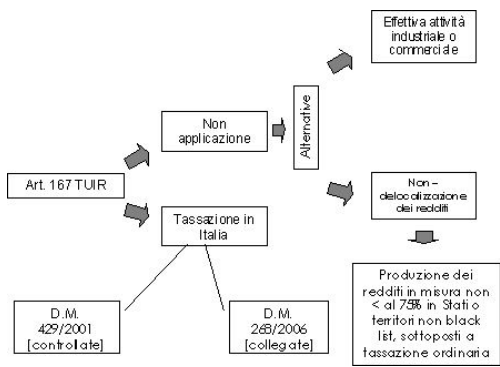 Effettiva attività
industriale o
commerciale
Non
applicazione
Alternative
Art. 167 TUIR
Non –
delocalizzazione
dei redditi
Tassazione in
Italia
Produzione dei
redditi in misura non
< al 75% in Stati o
territori non black
list, sottoposti a
tassazione ordinaria
D.M.
429/2001
[controllate]
D.M.
268/2006
[collegate]